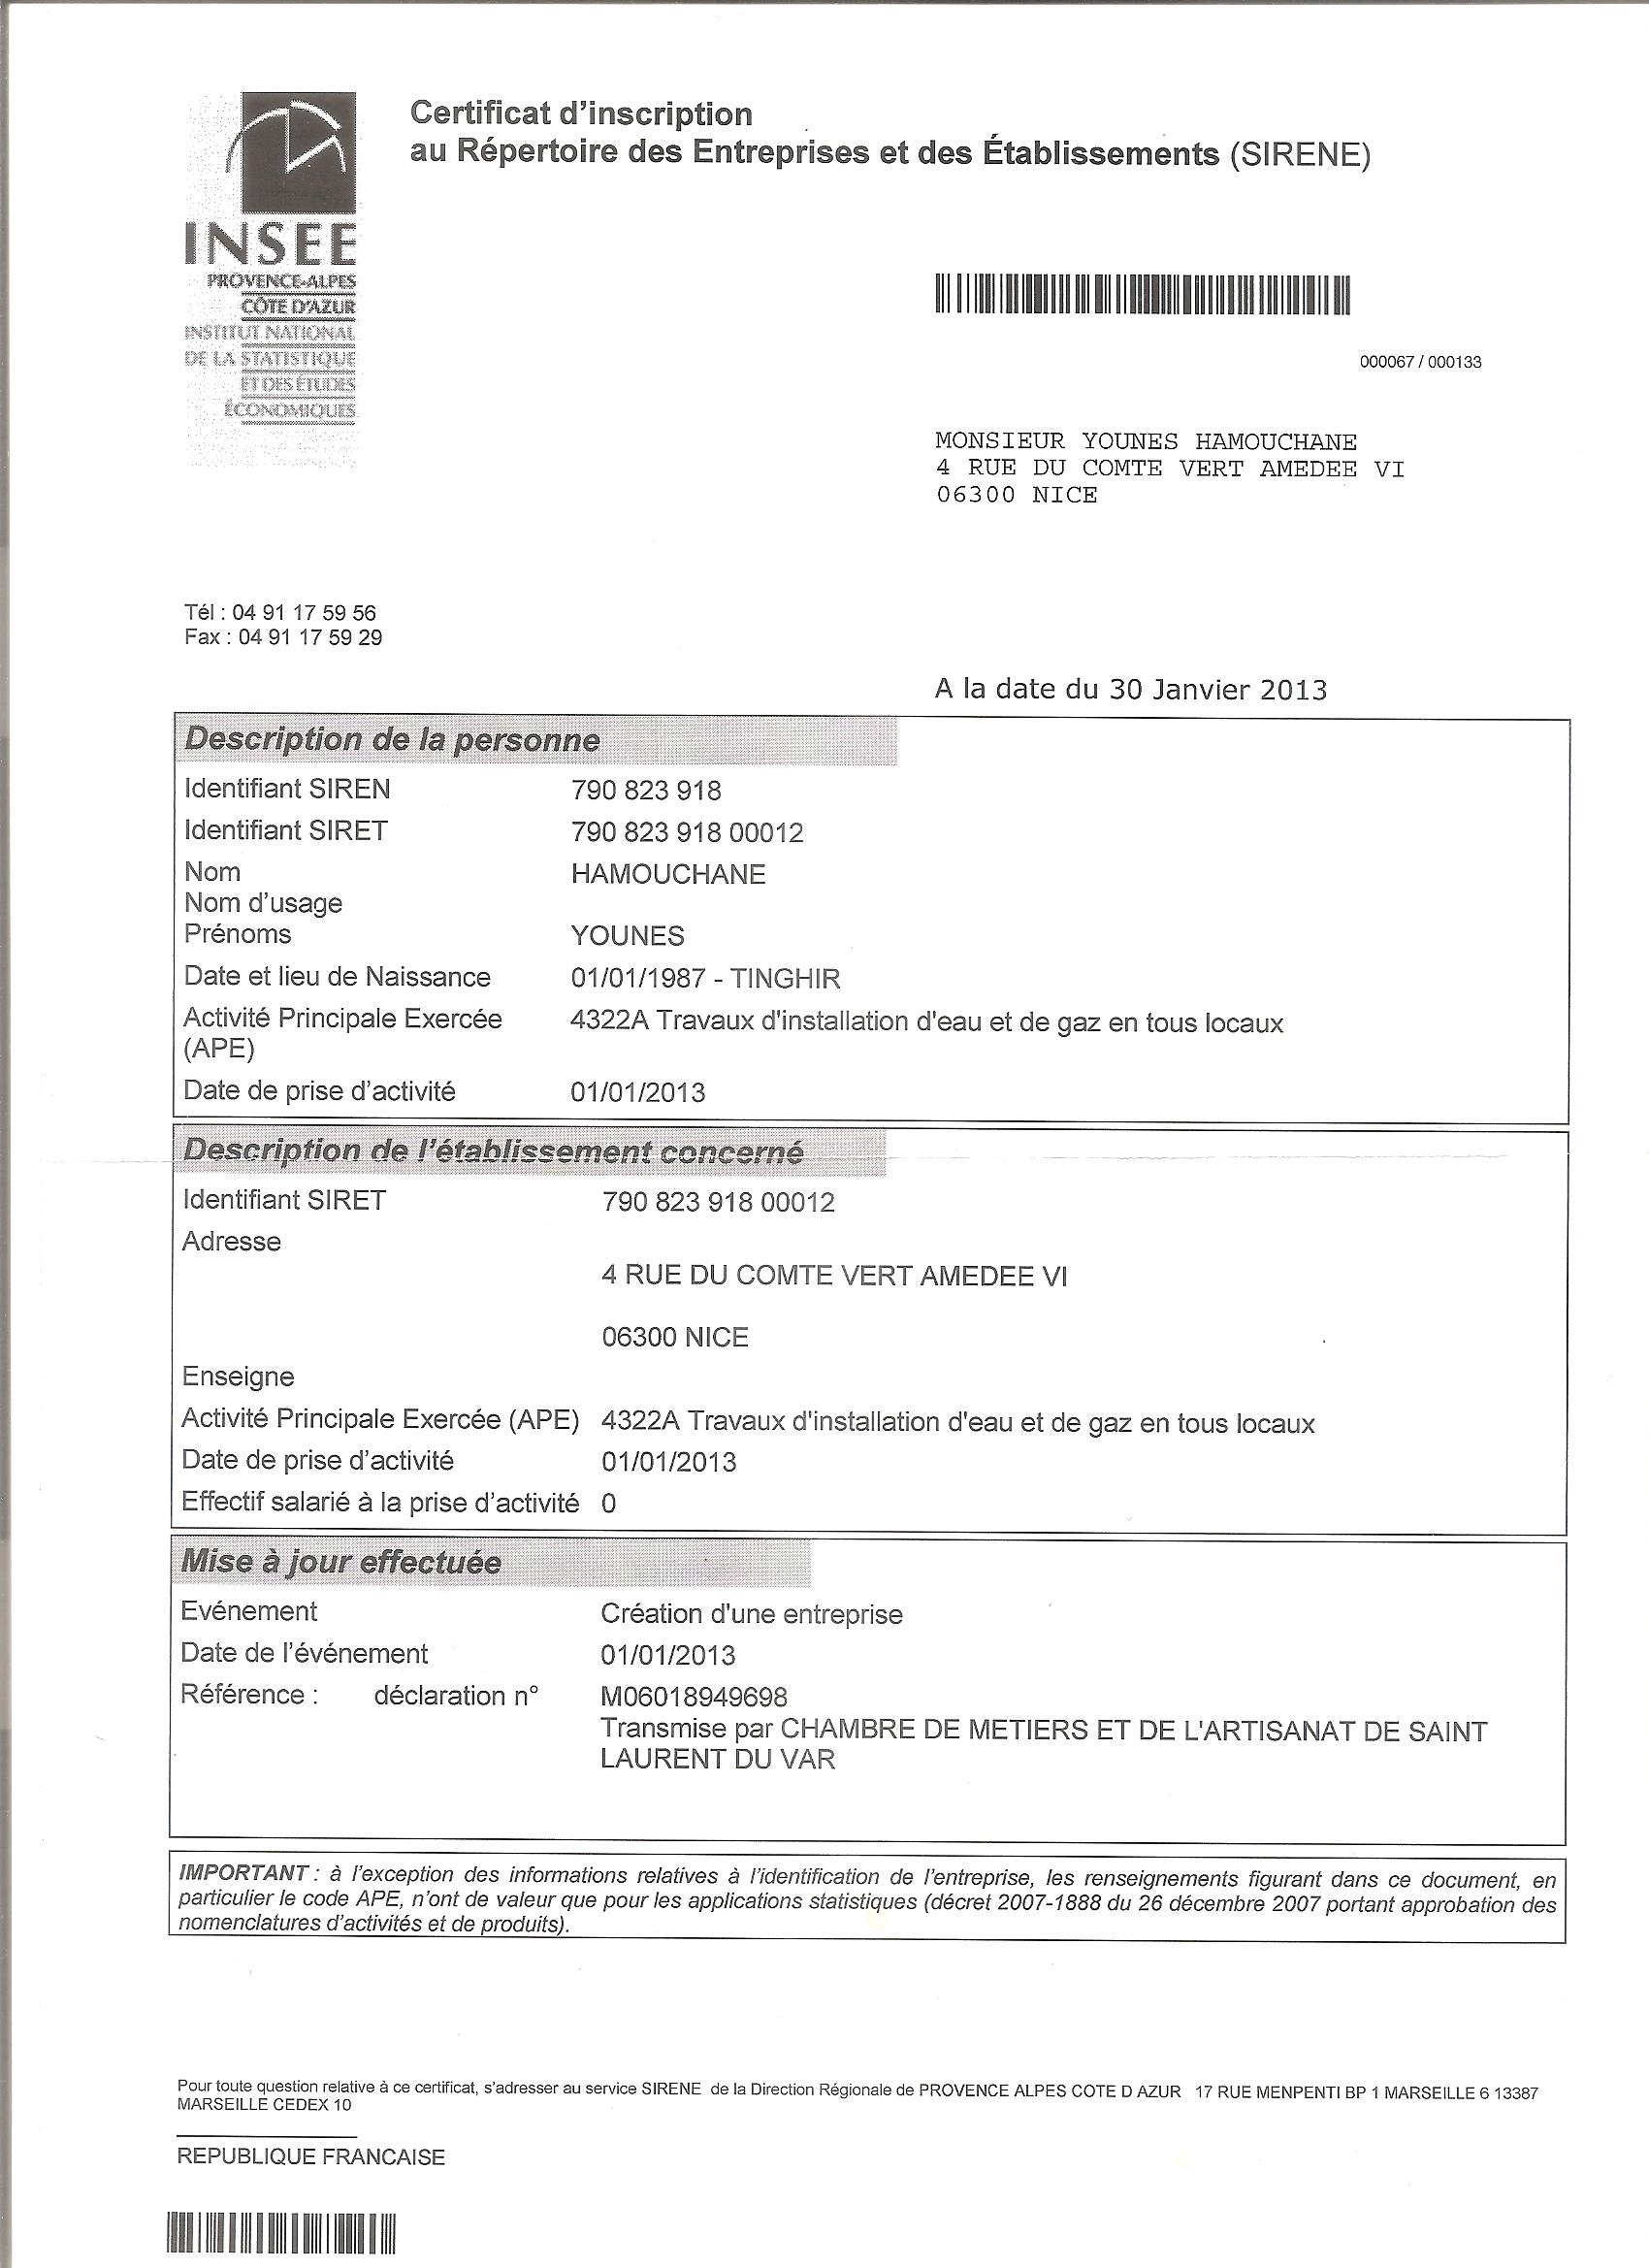 Certificat d'inscription
au Répertoire des Entreprises et des Établissements (SIRENE)
INSEE
PROVENCE-ALPES
CÔTE D'AZUR
INSTITUT NATIONAL
DE LA STATISTIQUE
ET DES ÉTUDES
ÉCONOMIQUES
000067 / 000133
MONSIEUR YOUNES HAMOUCHANE
4 RUE DU COMTE VERT AMEDEE VI
06300 NICE
Tél : 04 91 17 59 56
Fax : 04 91 17 59 29
A la date du 30 Janvier 2013
Description de la personne
Identifiant SIREN 790 823 918
Identifiant SIRET 790 823 918 00012
Nom HAMOUCHANE
Nom d'usage
Prénoms YOUNES
Date et lieu de Naissance 01/01/1987 - TINGHIR
Activité Principale Exercée 4322A Travaux d'installation d'eau et de gaz en tous locaux
(APE)
Date de prise d'activité 01/01/2013
Description de l'établissement concerné
Identifiant SIRET 790 823 918 00012
Adresse
4 RUE DU COMTE VERT AMEDEE VI
06300 NICE
Enseigne
Activité Principale Exercée (APE) 4322A Travaux d'installation d'eau et de gaz en tous locaux
Date de prise d'activité 01/01/2013
Effectif salarié à la prise d'activité 0
Mise à jour effectuée
Evénement Création d'une entreprise
Date de l'événement 01/01/2013
Référence : déclaration n° M06018949698
Transmise par CHAMBRE DE METIERS ET DE L'ARTISANAT DE SAINT
LAURENT DU VAR
IMPORTANT : à l'exception des informations relatives à l'identification de l'entreprise, les renseignements figurant dans ce document, en
particulier le code APE, n'ont de valeur que pour les applications statistiques (décret 2007-1888 du 26 décembre 2007 portant approbation des
nomenclatures d'activités et de produits).
Pour toute question relative à ce certificat, s'adresser au service SIRENE de la Direction Régionale de PROVENCE ALPES COTE D AZUR 17 RUE MENPENTI BP 1 MARSEILLE 6 13387
MARSEILLE CEDEX 10
REPUBLIQUE FRANCAISE